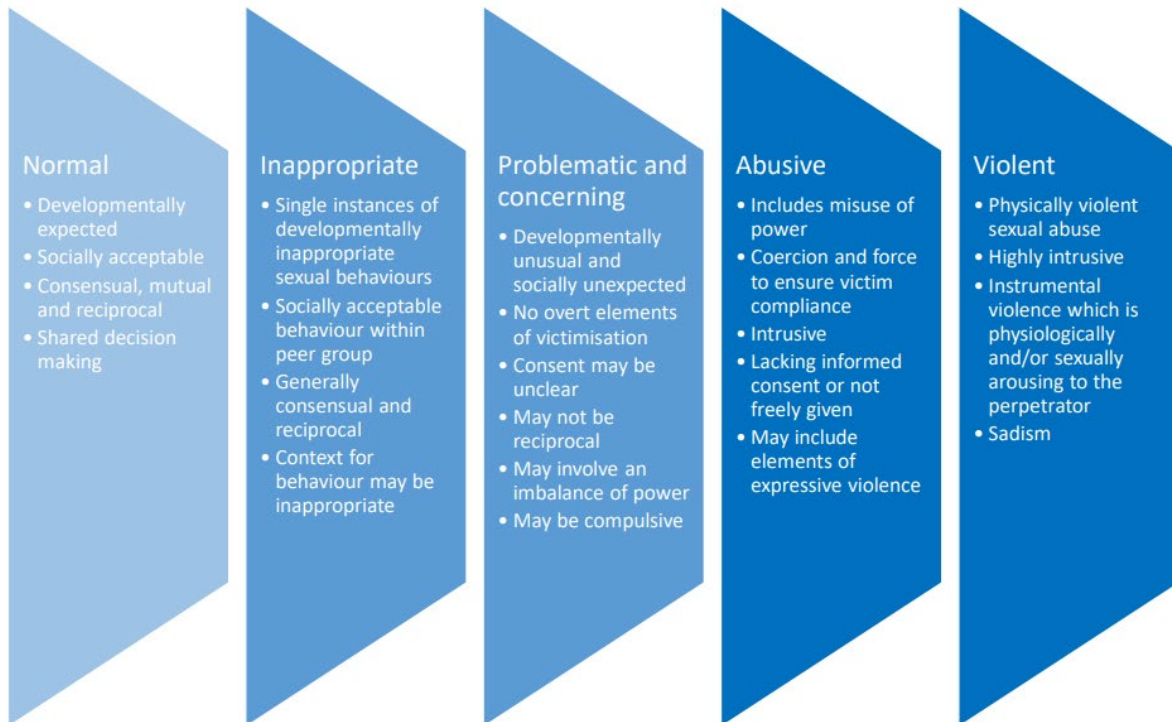 Normal
• Developmentally
expected
• Socially acceptable
• Consensual, mutual
and reciprocal
• Shared decision
making
Inappropriate
• Single instances of
developmentally
inappropriate
sexual behaviours
• Socially acceptable
behaviour within
peer group
• Generally
consensual and
reciprocal
• Context for
behaviour may be
inappropriate
Problematic and
concerning
• Developmentally
unusual and
socially unexpected
• No overt elements
of victimisation
• Consent may be
unclear
• May not be
reciprocal
• May involve an
imbalance of power
• May be compulsive
Abusive
• Includes misuse of
power
• Coercion and force
to ensure victim
compliance
• Intrusive
• Lacking informed
consent or not
freely given
• May include
elements of
expressive violence
Violent
• Physically violent
sexual abuse
• Highly intrusive
• Instrumental
violence which is
physiologically
and/or sexually
arousing to the
perpetrator
• Sadism